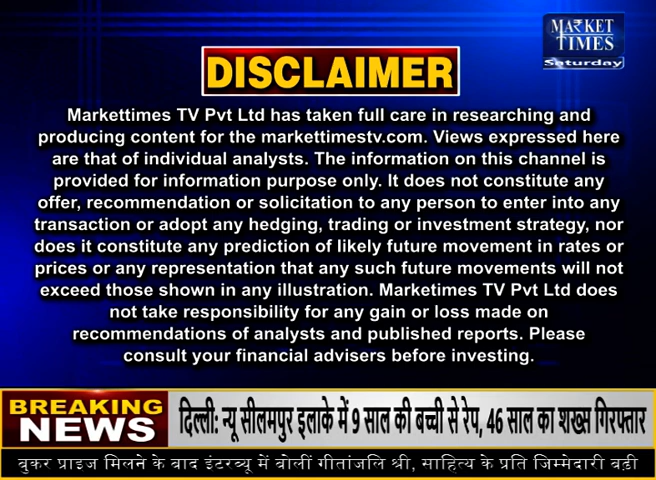 MARKET
TIMES
Saturday
DISCLAIMER
Markettimes TV Pvt Ltd has taken full care in researching and
producing content for the markettimestv.com. Views expressed here
are that of individual analysts. The information on this channel is
provided for information purpose only. It does not constitute any
offer, recommendation or solicitation to any person to enter into any
transaction or adopt any hedging, trading or investment strategy, nor
does it constitute any prediction of likely future movement in rates or
prices or any representation that any such future movements will not
exceed those shown in any illustration. Marketimes TV Pvt Ltd does
not take responsibility for any gain or loss made on
recommendations of analysts and published reports. Please
consult your financial advisers before investing.
BREAKING
NEWS
दिल्ली: न्यू सीलमपुर इलाके में 9 साल की बच्ची से रेप, 46 साल का शख्स गिरफ्तार
बुकर प्राइज मिलने के बाद इंटरव्यू में बोलीं गीतांजलि श्री, साहित्य के प्रति जिम्मेदारी बढ़ी